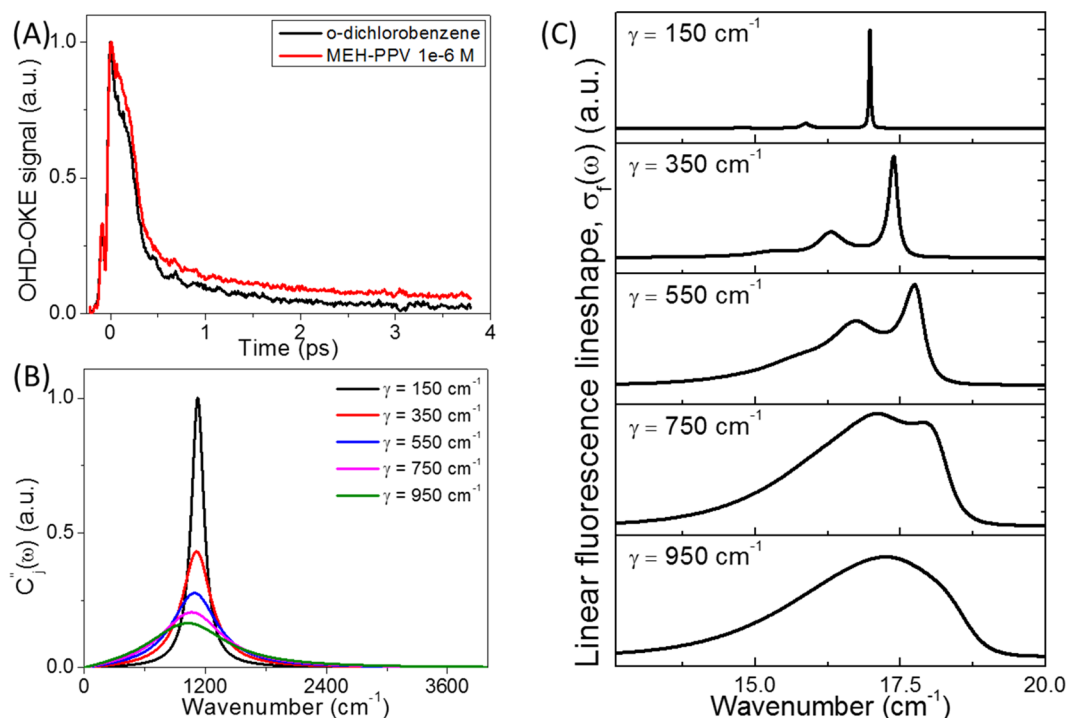 (A)
OHD-OKE signal (a.u.)
1.0
0.5
0.0
o-dichlorobenzene
MEH-PPV 1e-6 M
0 1 2 3 4
Time (ps)
(B)
C"j(ω) (a.u.)
1.0
0.5
0.0
γ = 150 cm⁻¹
γ = 350 cm⁻¹
γ = 550 cm⁻¹
γ = 750 cm⁻¹
γ = 950 cm⁻¹
0 1200 2400 3600
Wavenumber (cm⁻¹)
(C)
Linear fluorescence lineshape, σf(ω) (a.u.)
γ = 150 cm⁻¹
γ = 350 cm⁻¹
γ = 550 cm⁻¹
γ = 750 cm⁻¹
γ = 950 cm⁻¹
15.0 17.5 20.0
Wavenumber (cm⁻¹)